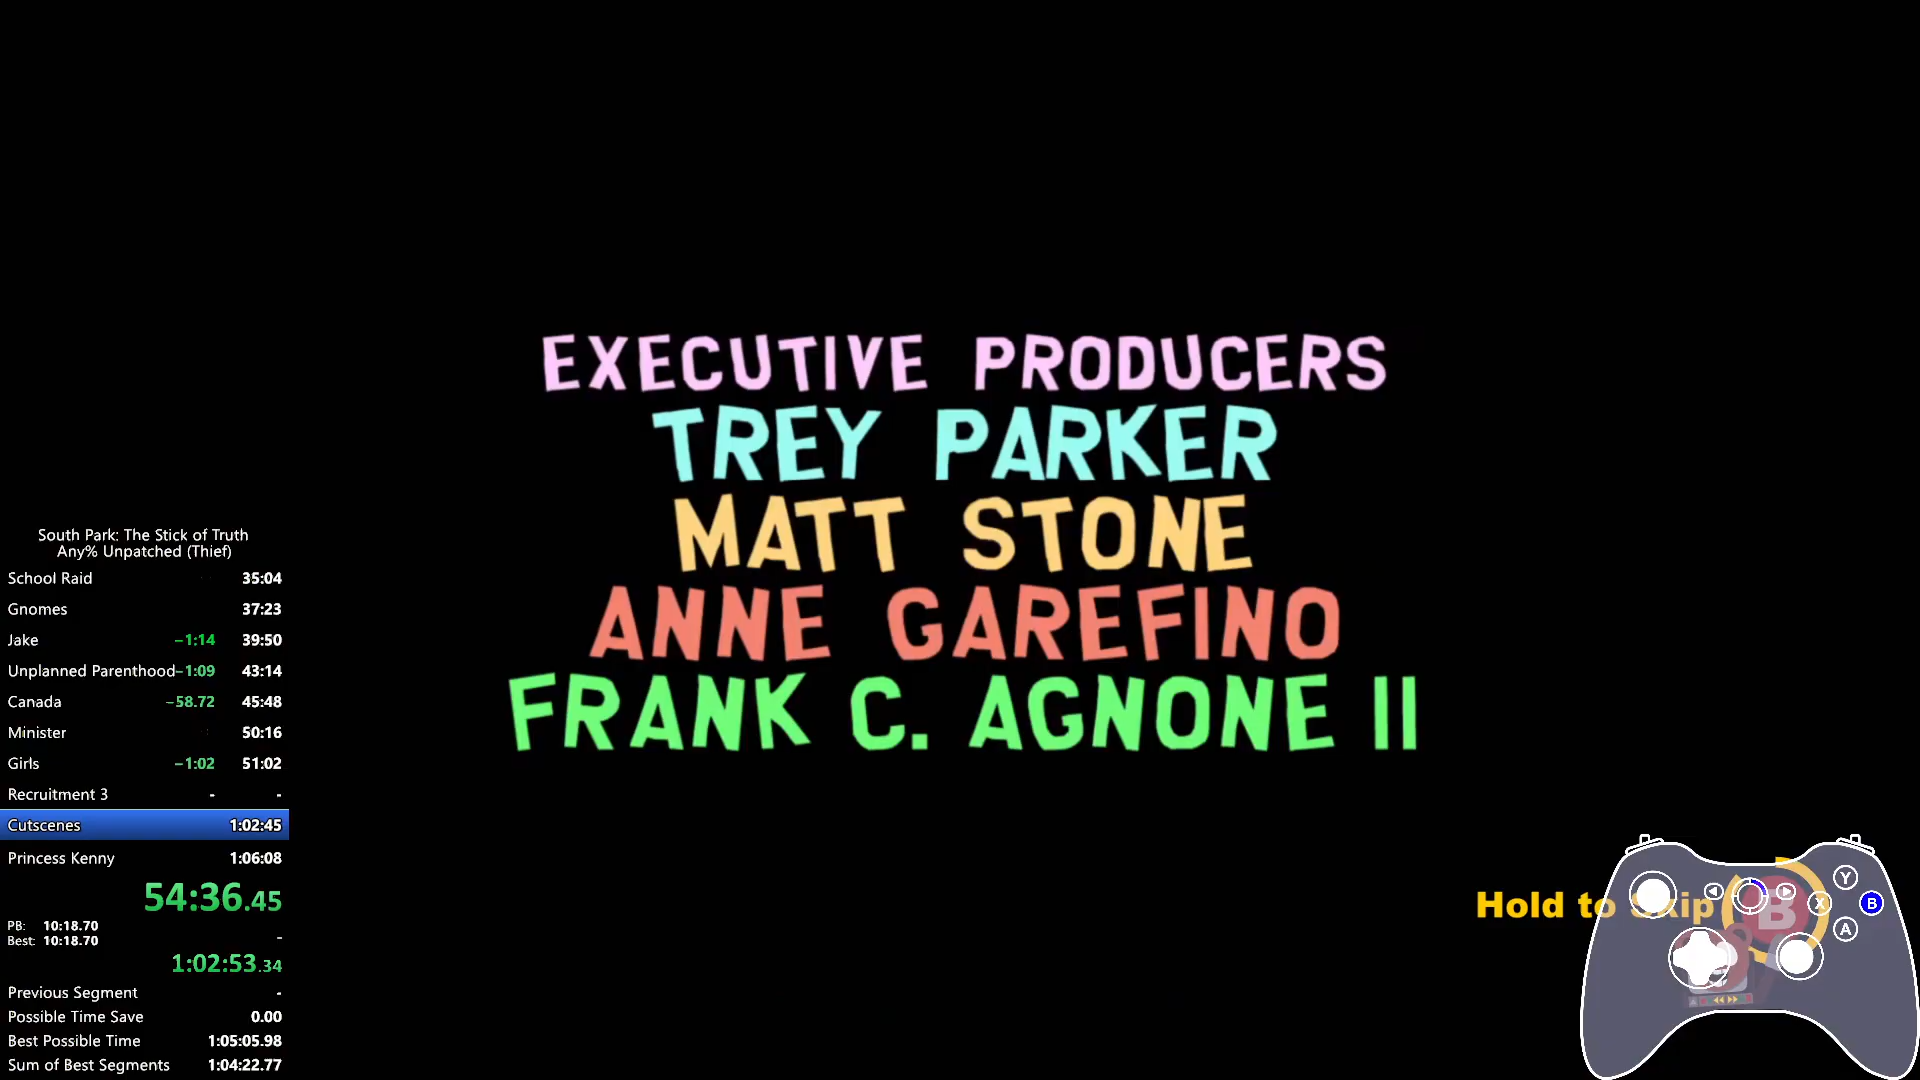 EXECUTIVE PRODUCERS
TREY PARKER
MATT STONE
ANNE GAREFINO
FRANK C. AGNONE II
South Park: The Stick of Truth
Any% Unpatched (Thief)
School Raid 35:04
Gnomes 37:23
Jake −1:14 39:50
Unplanned Parenthood −1:09 43:14
Canada −58.72 45:48
Minister 50:16
Girls −1:02 51:02
Recruitment 3 - -
Cutscenes 1:02:45
Princess Kenny 1:06:08
54:36.45
PB: 10:18.70
Best: 10:18.70 -
1:02:53.34
Previous Segment -
Possible Time Save 0.00
Best Possible Time 1:05:05.98
Sum of Best Segments 1:04:22.77
Hold to Skip B
Y
X B
A